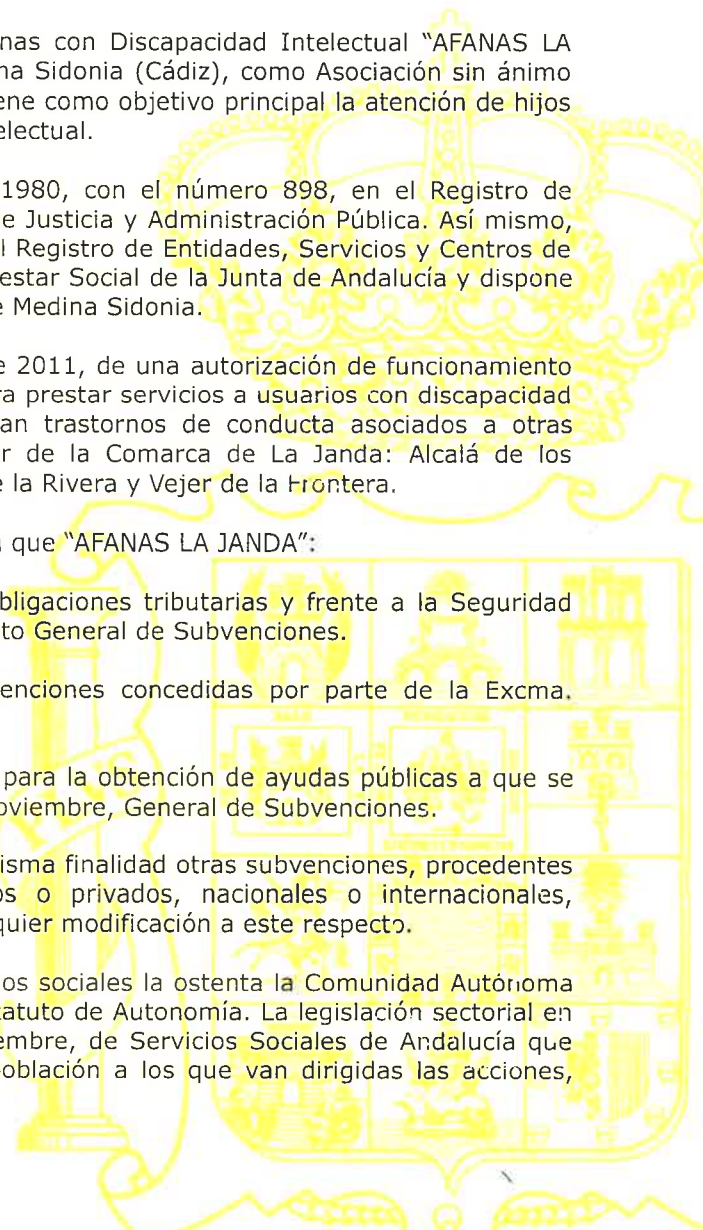 nas con Discapacidad Intelectual “AFANAS LA
na Sidonia (Cádiz), como Asociación sin ánimo
ene como objetivo principal la atención de hijos
electual.
1980, con el número 898, en el Registro de
e Justicia y Administración Pública. Así mismo,
l Registro de Entidades, Servicios y Centros de
estar Social de la Junta de Andalucía y dispone
e Medina Sidonia.
e 2011, de una autorización de funcionamiento
ra prestar servicios a usuarios con discapacidad
an trastornos de conducta asociados a otras
r de la Comarca de La Janda: Alcalá de los
e la Rivera y Vejer de la Frontera.
que “AFANAS LA JANDA”:
bligaciones tributarias y frente a la Seguridad
to General de Subvenciones.
enciones concedidas por parte de la Excma.
para la obtención de ayudas públicas a que se
oviembre, General de Subvenciones.
isma finalidad otras subvenciones, procedentes
os o privados, nacionales o internacionales,
quier modificación a este respecto.
os sociales la ostenta la Comunidad Autónoma
tatuto de Autonomía. La legislación sectorial en
embre, de Servicios Sociales de Andalucía que
oblación a los que van dirigidas las acciones,